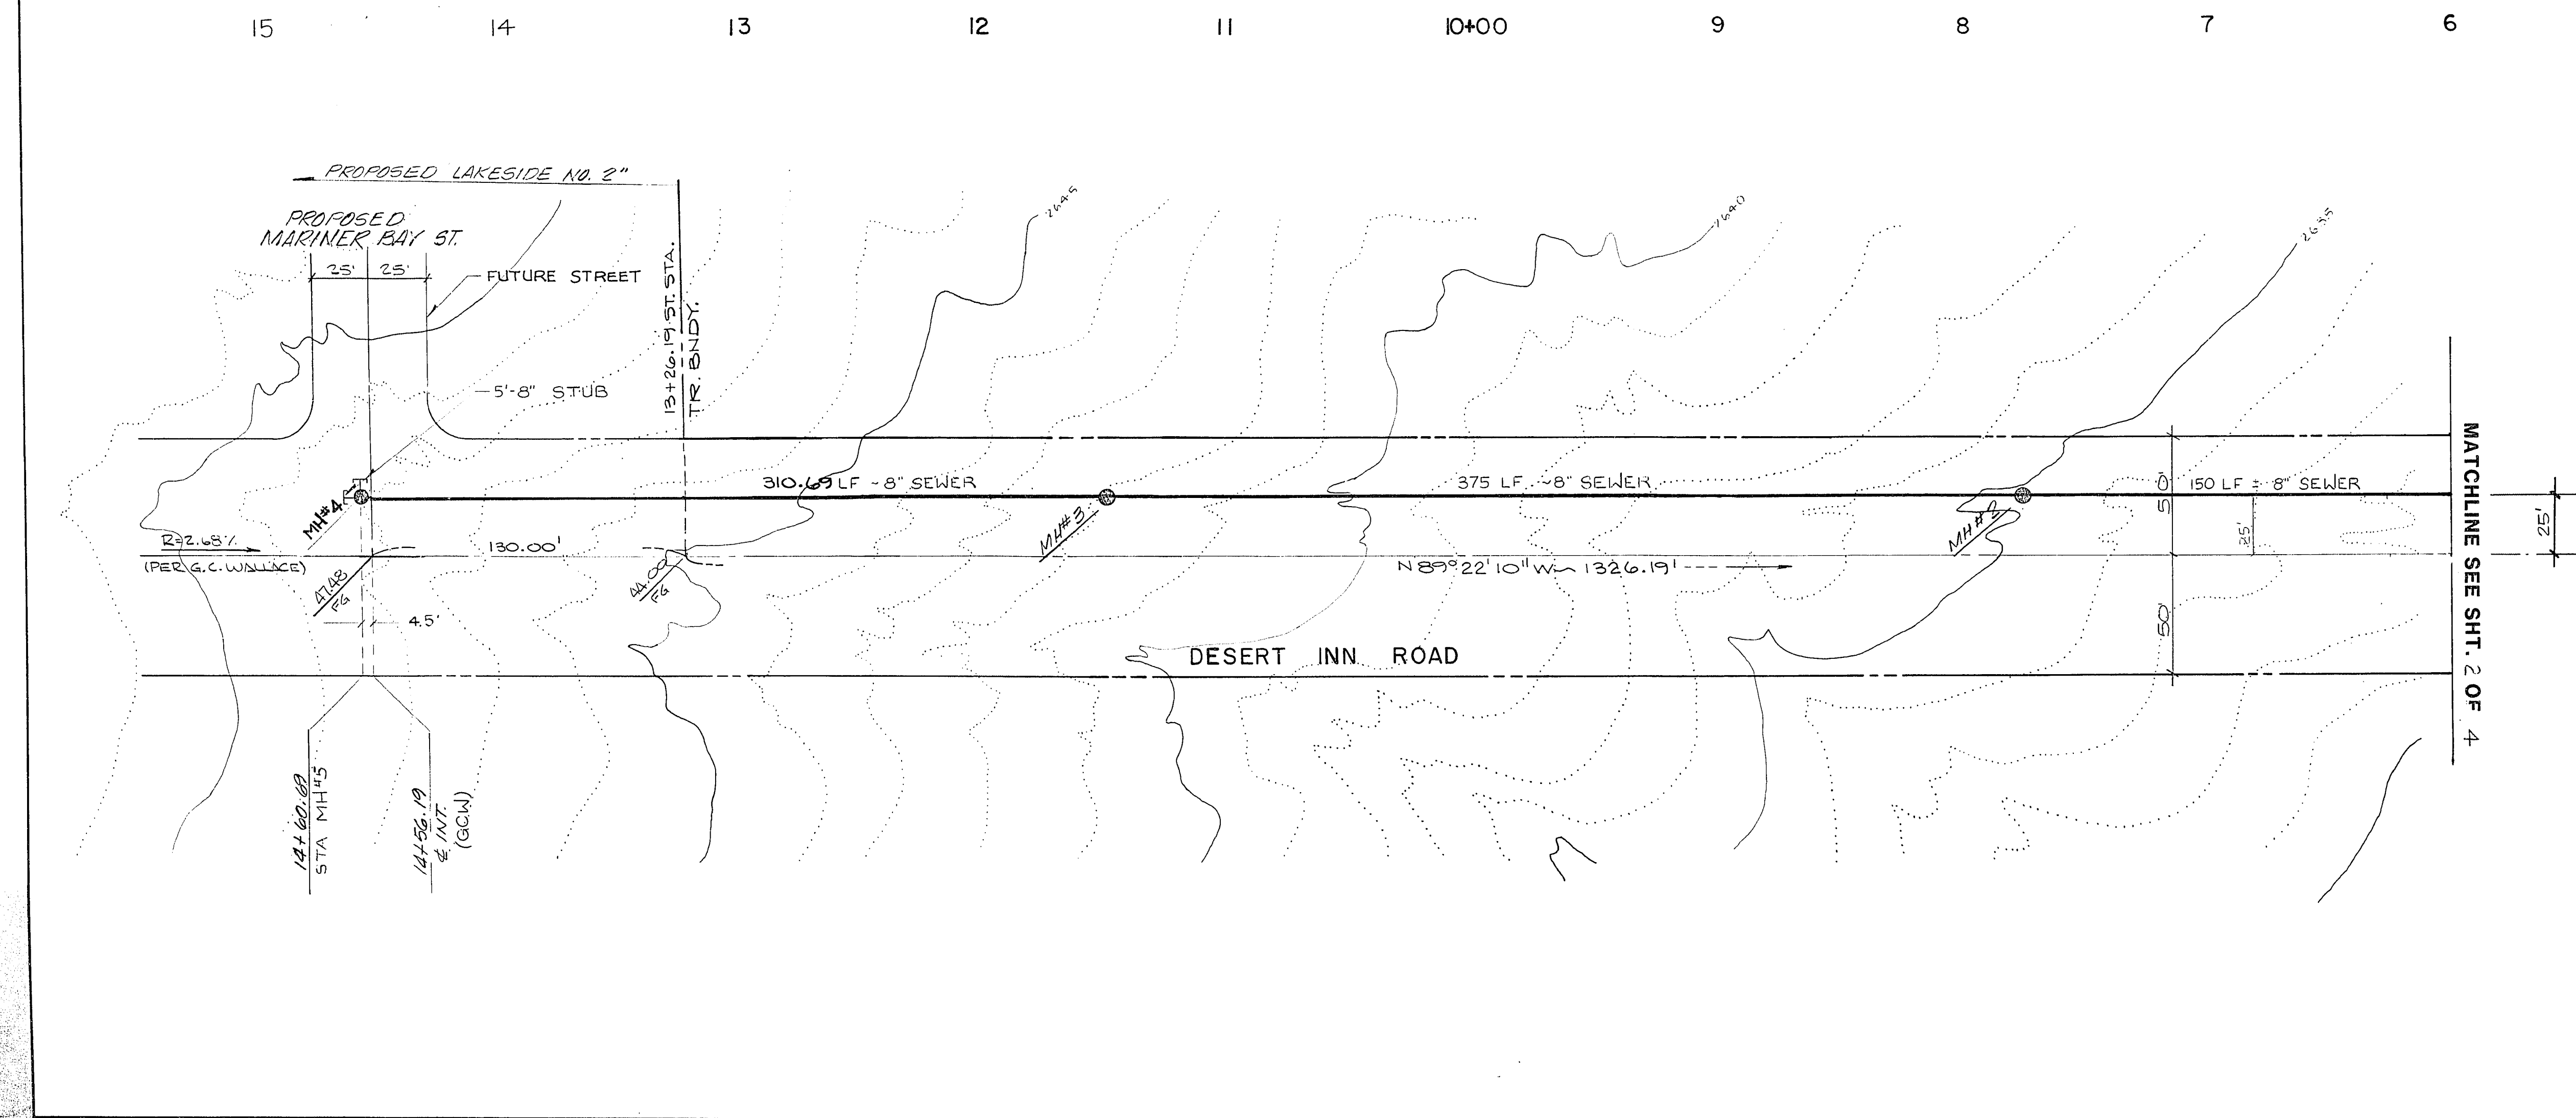 15 14 13 12 11 10+00 9 8 7 6
PROPOSED LAKESIDE NO. 2"
PROPOSED
MARINER BAY ST.
25' 25'
FUTURE STREET
13+26.19 ST. STA.
TR. BNDY.
2645
2640
2635
5'-8" STUB
MH#4
310.69 LF ~ 8" SEWER
MH#3
375 LF ~ 8" SEWER
MH#2
50'
150 LF = 8" SEWER
25'
25'
MATCHLINE SEE SHT. 2 OF 4
R=2.68%
(PER G.C. WALLACE)
130.00'
47.48
FG
44.00
FG
N 89°22'10" W ~ 1326.19'
4.5'
50'
DESERT INN ROAD
14+60.69
STA MH#5
14+56.19
₵ INT.
(GCW)